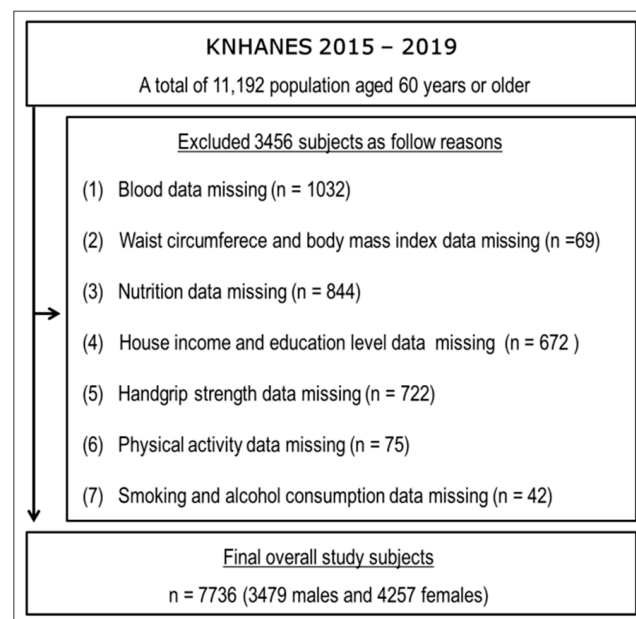 KNHANES 2015 – 2019
A total of 11,192 population aged 60 years or older
Excluded 3456 subjects as follow reasons
(1) Blood data missing (n = 1032)
(2) Waist circumferece and body mass index data missing (n =69)
(3) Nutrition data missing (n = 844)
(4) House income and education level data missing (n = 672 )
(5) Handgrip strength data missing (n = 722)
(6) Physical activity data missing (n = 75)
(7) Smoking and alcohol consumption data missing (n = 42)
Final overall study subjects
n = 7736 (3479 males and 4257 females)